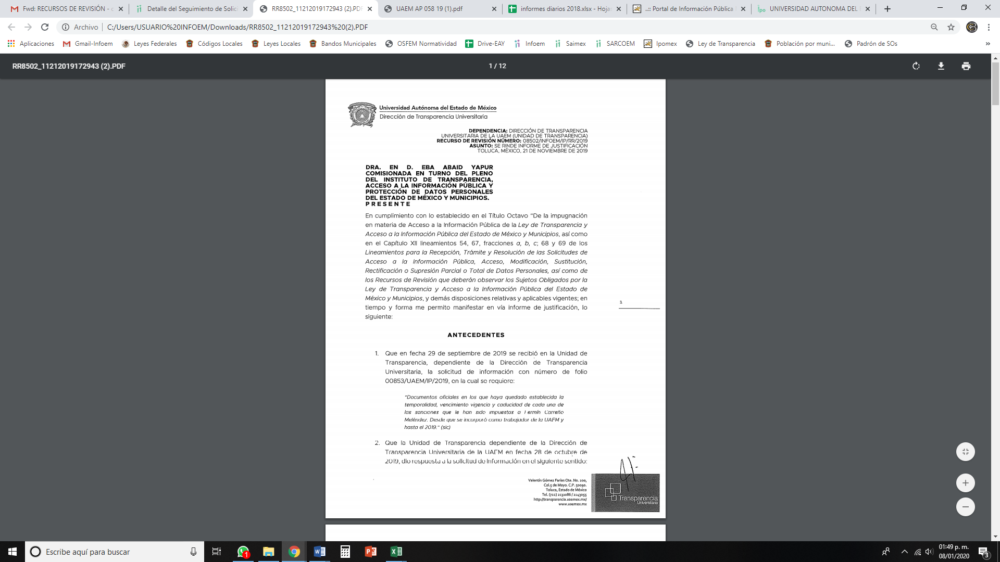 Fwd: RECURSOS DE REVISIÓN - c
Detalle del Seguimiento de Solici
RR8502_11212019172943 (2).PDF
UAEM AP 058 19 (1).pdf
informes diarios 2018.xlsx - Hoja
..:: Portal de Información Pública
UNIVERSIDAD AUTONOMA DEL
Archivo
C:/Users/USUARIO%20INFOEM/Downloads/RR8502_11212019172943%20(2).PDF
Aplicaciones
Gmail-Infoem
Leyes Federales
Códigos Locales
Leyes Locales
Bandos Municipales
OSFEM Normatividad
Drive-EAY
Infoem
Saimex
SARCOEM
Ipomex
Ley de Transparencia
Población por muni...
Padrón de SOs
»
RR8502_11212019172943 (2).PDF
1 / 12
Universidad Autónoma del Estado de México
Dirección de Transparencia Universitaria
DEPENDENCIA: DIRECCIÓN DE TRANSPARENCIA
UNIVERSITARIA DE LA UAEM (UNIDAD DE TRANSPARENCIA)
RECURSO DE REVISIÓN NÚMERO: 08502/INFOEM/IP/RR/2019
ASUNTO: SE RINDE INFORME DE JUSTIFICACIÓN
TOLUCA, MÉXICO, 21 DE NOVIEMBRE DE 2019
DRA. EN D. EBA ABAID YAPUR
COMISIONADA EN TURNO DEL PLENO
DEL INSTITUTO DE TRANSPARENCIA,
ACCESO A LA INFORMACIÓN PÚBLICA Y
PROTECCIÓN DE DATOS PERSONALES
DEL ESTADO DE MÉXICO Y MUNICIPIOS.
P R E S E N T E
En cumplimiento con lo establecido en el Título Octavo “De la impugnación
en materia de Acceso a la Información Pública de la Ley de Transparencia y
Acceso a la Información Pública del Estado de México y Municipios, así como
en el Capítulo XII lineamientos 54, 67, fracciones a, b, c; 68 y 69 de los
Lineamientos para la Recepción, Trámite y Resolución de las Solicitudes de
Acceso a la Información Pública, Acceso, Modificación, Sustitución,
Rectificación o Supresión Parcial o Total de Datos Personales, así como de
los Recursos de Revisión que deberán observar los Sujetos Obligados por la
Ley de Transparencia y Acceso a la Información Pública del Estado de
México y Municipios, y demás disposiciones relativas y aplicables vigentes; en
tiempo y forma me permito manifestar en vía informe de justificación, lo
siguiente:
1
ANTECEDENTES
1. Que en fecha 29 de septiembre de 2019 se recibió en la Unidad de
Transparencia, dependiente de la Dirección de Transparencia
Universitaria, la solicitud de información con número de folio
00853/UAEM/IP/2019, en la cual se requiere:
“Documentos oficiales en los que haya quedado establecida la
temporalidad, vencimiento vigencia y caducidad de cada una de
las sanciones que le han sido impuestas a Fermín Carreño
Meléndez. Desde que se incorporó como trabajador de la UAEM y
hasta el 2019.” (sic)
2. Que la Unidad de Transparencia dependiente de la Dirección de
Transparencia Universitaria de la UAEM en fecha 28 de octubre de
2019, dio respuesta a la solicitud de información en el siguiente sentido:
Valentín Gómez Farías Ote. No. 200,
Col.5 de Mayo. C.P. 50090.
Toluca, Estado de México
Tel. (722) 2131086 / 2143055
http://transparencia.uaemex.mx/
www.uaemex.mx
Transparencia
Universitaria
Escribe aquí para buscar
1
01:49 p. m.
08/01/2020
3